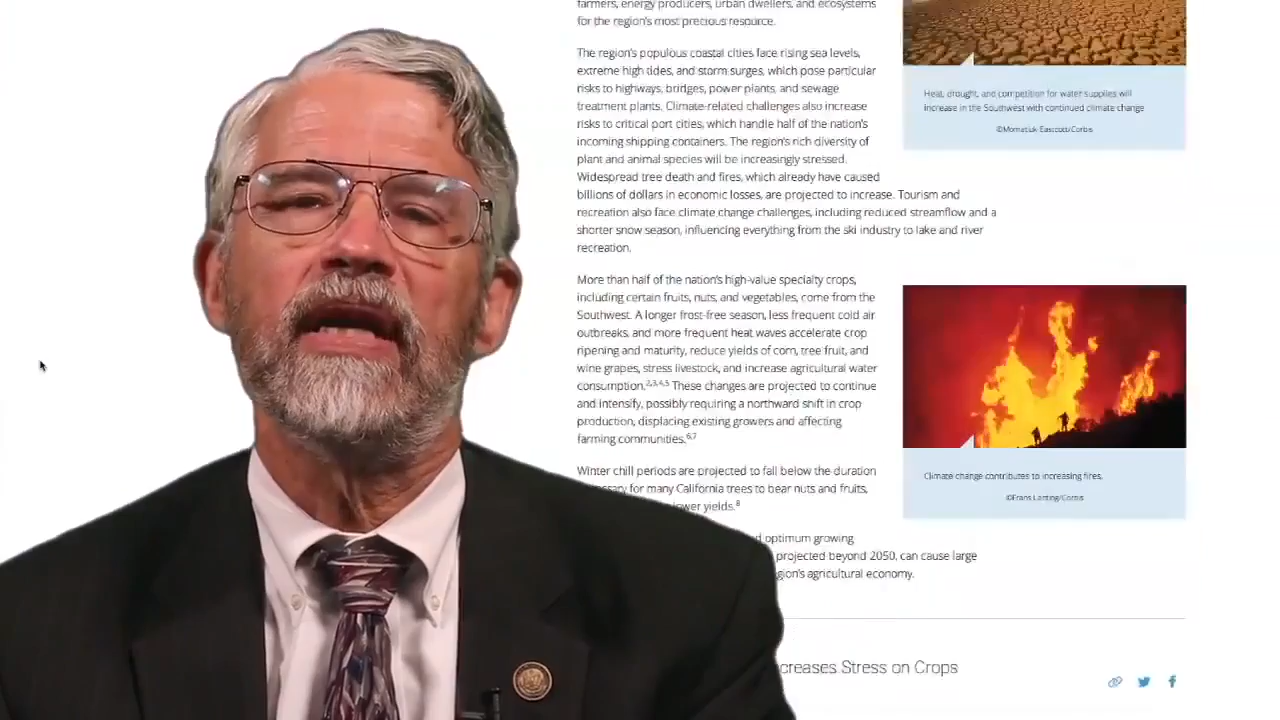 farmers, energy producers, urban dwellers, and ecosystems
for the region's most precious resource.
The region's populous coastal cities face rising sea levels,
extreme high tides, and storm surges, which pose particular
risks to highways, bridges, power plants, and sewage
treatment plants. Climate-related challenges also increase
risks to critical port cities, which handle half of the nation's
incoming shipping containers. The region's rich diversity of
plant and animal species will be increasingly stressed.
Widespread tree death and fires, which already have caused
billions of dollars in economic losses, are projected to increase. Tourism and
recreation also face climate change challenges, including reduced streamflow and a
shorter snow season, influencing everything from the ski industry to lake and river
recreation.
Heat, drought, and competition for water supplies will
increase in the Southwest with continued climate change
©Momatiuk-Eastcott/Corbis
More than half of the nation's high-value specialty crops,
including certain fruits, nuts, and vegetables, come from the
Southwest. A longer frost-free season, less frequent cold air
outbreaks, and more frequent heat waves accelerate crop
ripening and maturity, reduce yields of corn, tree fruit, and
wine grapes, stress livestock, and increase agricultural water
consumption.2,3,4,5 These changes are projected to continue
and intensify, possibly requiring a northward shift in crop
production, displacing existing growers and affecting
farming communities.6,7
Climate change contributes to increasing fires.
©Frans Lanting/Corbis
Winter chill periods are projected to fall below the duration
for many California trees to bear nuts and fruits,
lower yields.8
optimum growing
projected beyond 2050, can cause large
agricultural economy.
Stress on Crops